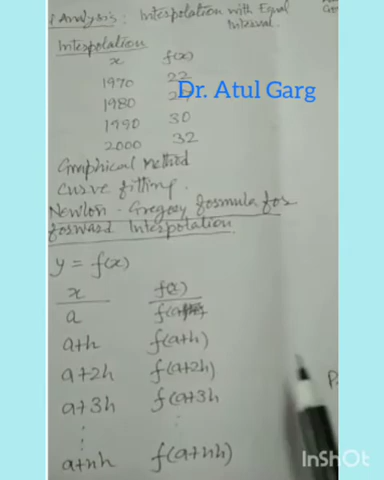 Analysis: Interpolation with Equal
Interval.
Interpolation
x f(x)
1970 22
1980
Dr. Atul Garg
1990 30
2000 32
Graphical Method
Curve fitting.
Newton-Gregory formula for
forward Interpolation.
y = f(x)
x f(x)
a f(a
a+h f(a+h)
a+2h f(a+2h)
a+3h f(a+3h
⋮ ⋮
a+nh f(a+nh)
InShOt